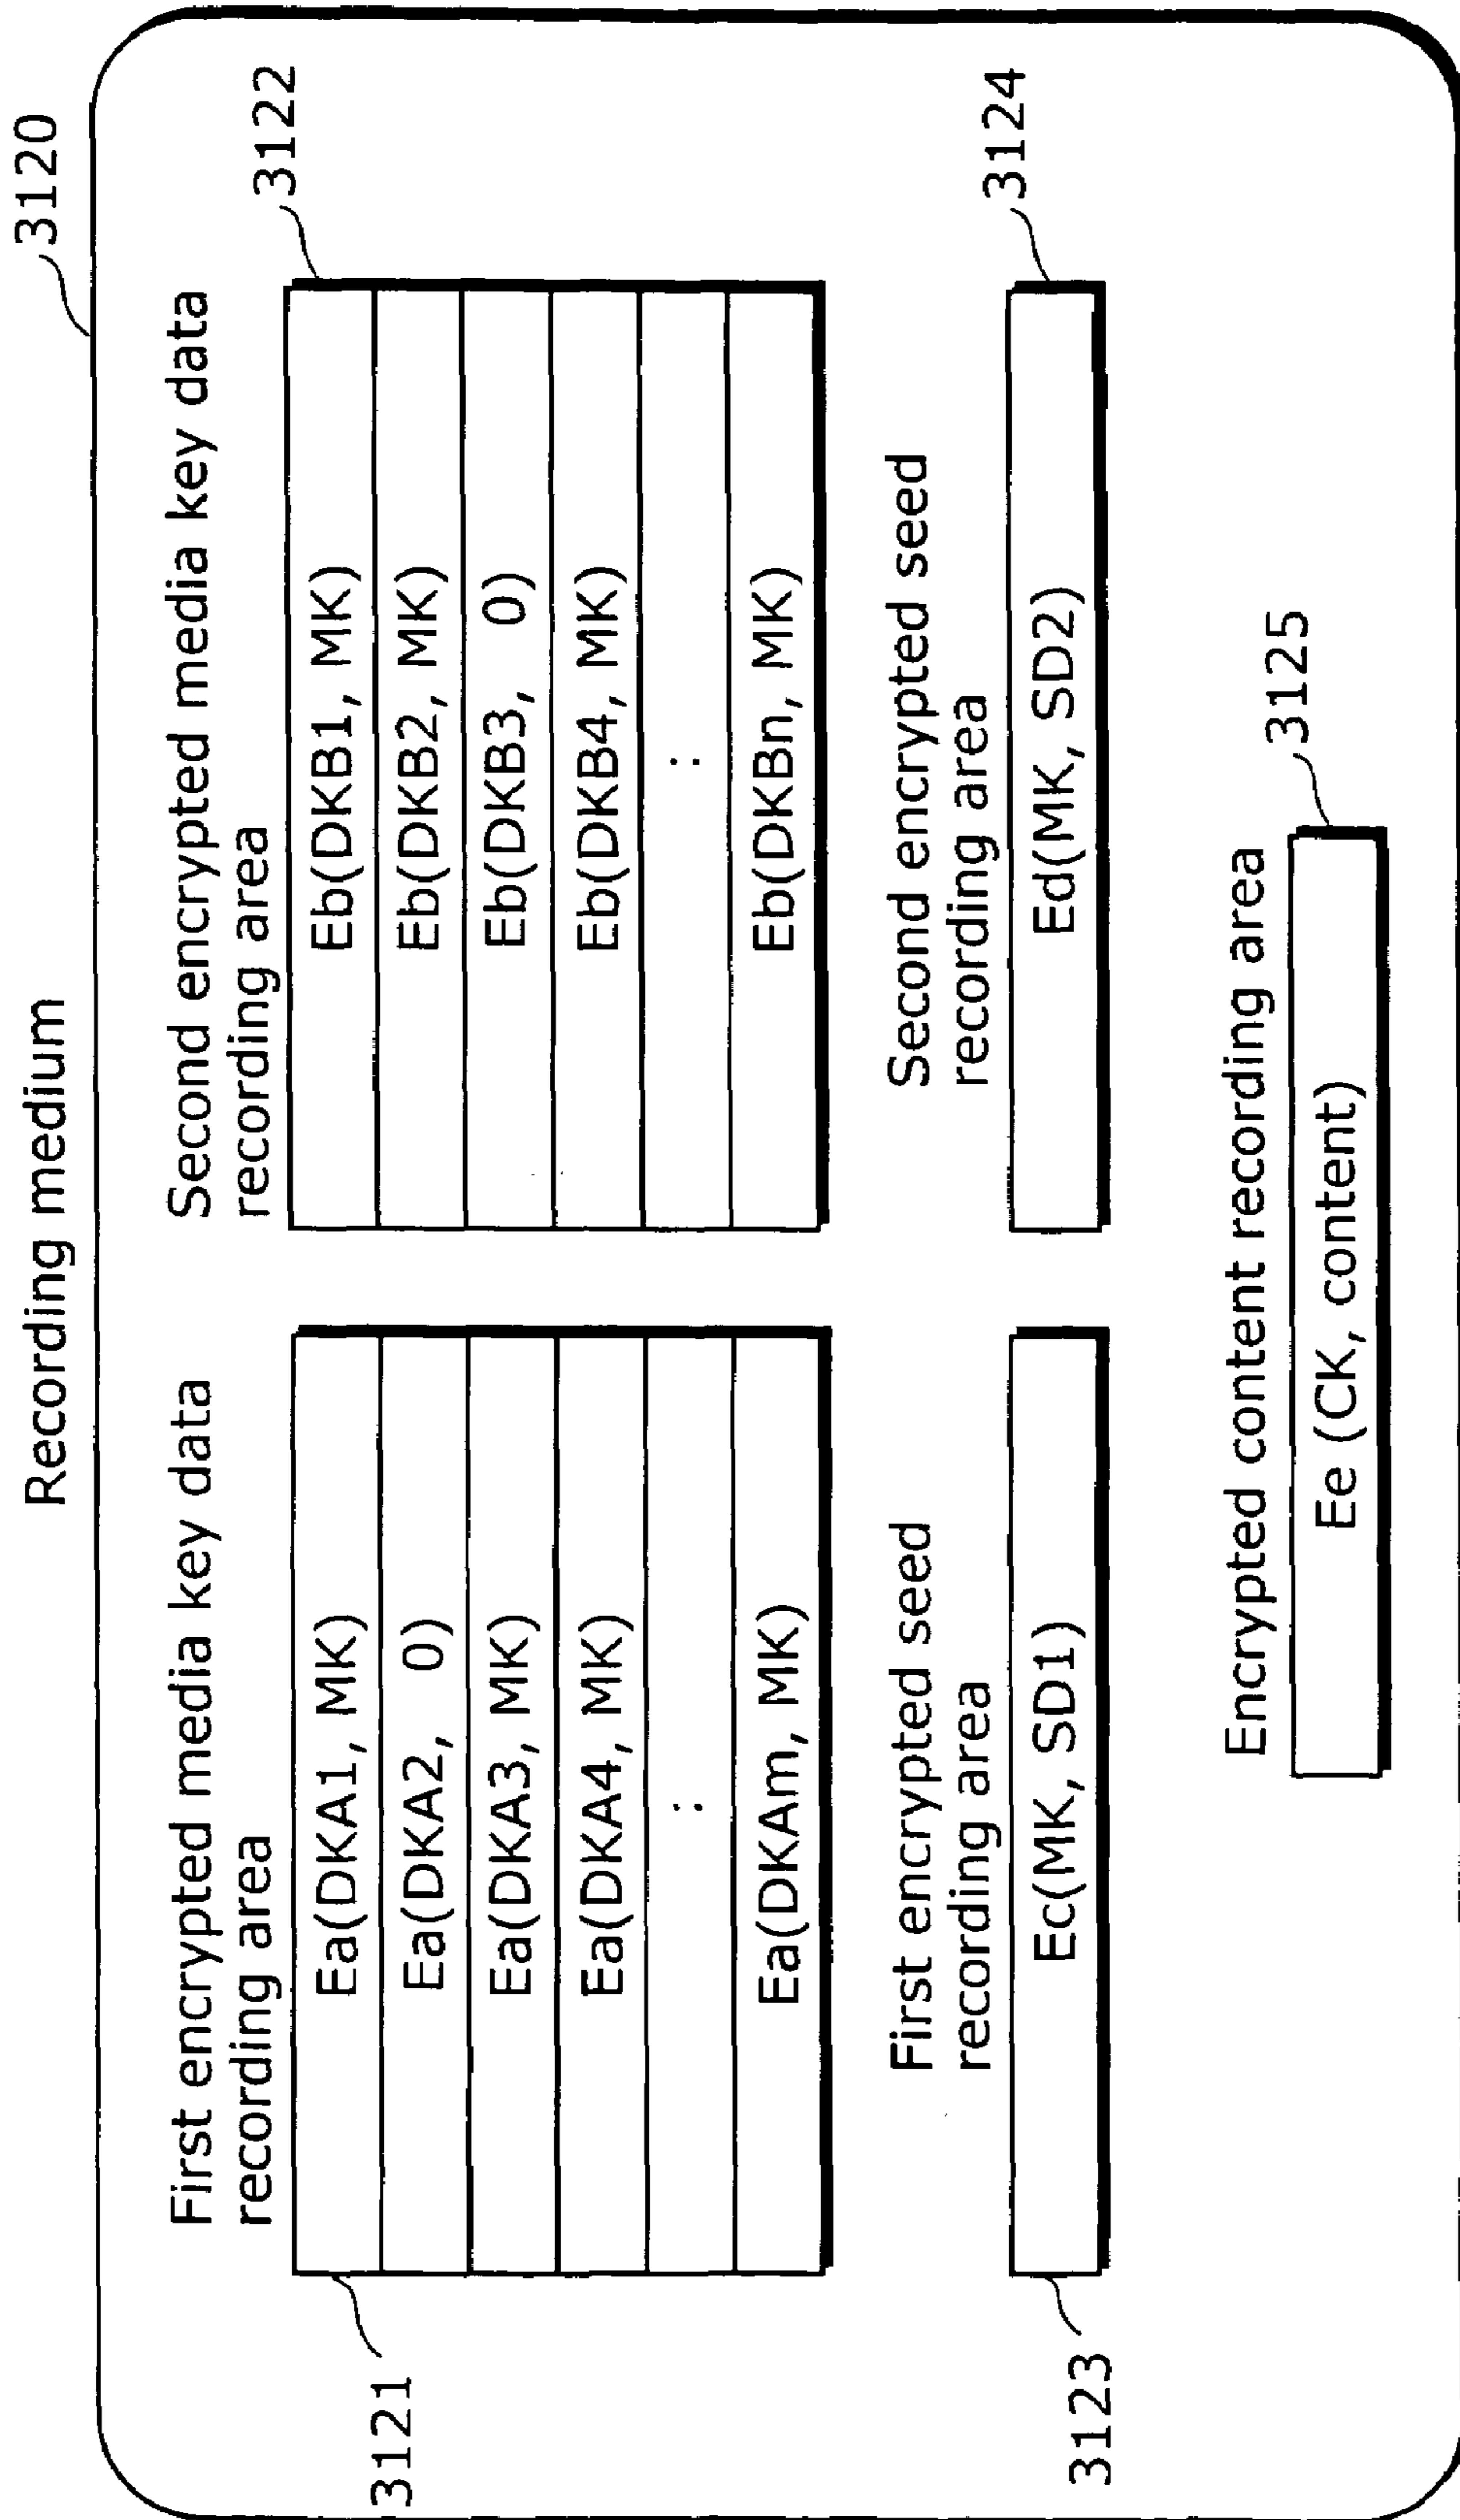 Recording medium
3120
First encrypted media key data
recording area
3121
Ea(DKA1, MK)
Ea(DKA2, 0)
Ea(DKA3, MK)
Ea(DKA4, MK)
:
Ea(DKAm, MK)
Second encrypted media key data
recording area
3122
Eb(DKB1, MK)
Eb(DKB2, MK)
Eb(DKB3, 0)
Eb(DKB4, MK)
:
Eb(DKBn, MK)
First encrypted seed
recording area
3123
Ec(MK, SD1)
Second encrypted seed
recording area
3124
Ed(MK, SD2)
Encrypted content recording area
3125
Ee (CK, content)